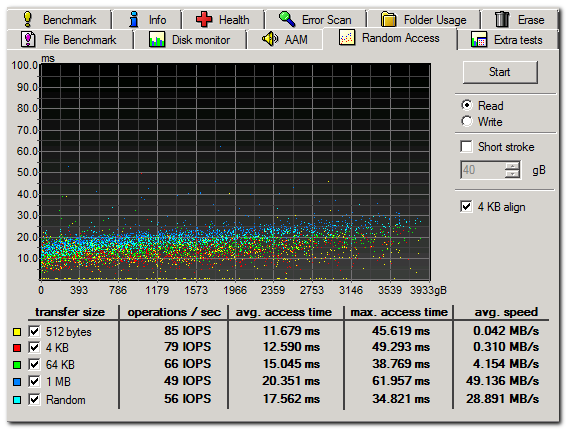 Benchmark Info Health Error Scan Folder Usage Erase
File Benchmark Disk monitor AAM Random Access Extra tests
ms
100.0
90.0
80.0
70.0
60.0
50.0
40.0
30.0
20.0
10.0
0 393 786 1179 1573 1966 2359 2753 3146 3539 3933gB
Start
Read
Write
Short stroke
40 gB
4 KB align
transfer size operations / sec avg. access time max. access time avg. speed
512 bytes 85 IOPS 11.679 ms 45.619 ms 0.042 MB/s
4 KB 79 IOPS 12.590 ms 49.293 ms 0.310 MB/s
64 KB 66 IOPS 15.045 ms 38.769 ms 4.154 MB/s
1 MB 49 IOPS 20.351 ms 61.957 ms 49.136 MB/s
Random 56 IOPS 17.562 ms 34.821 ms 28.891 MB/s